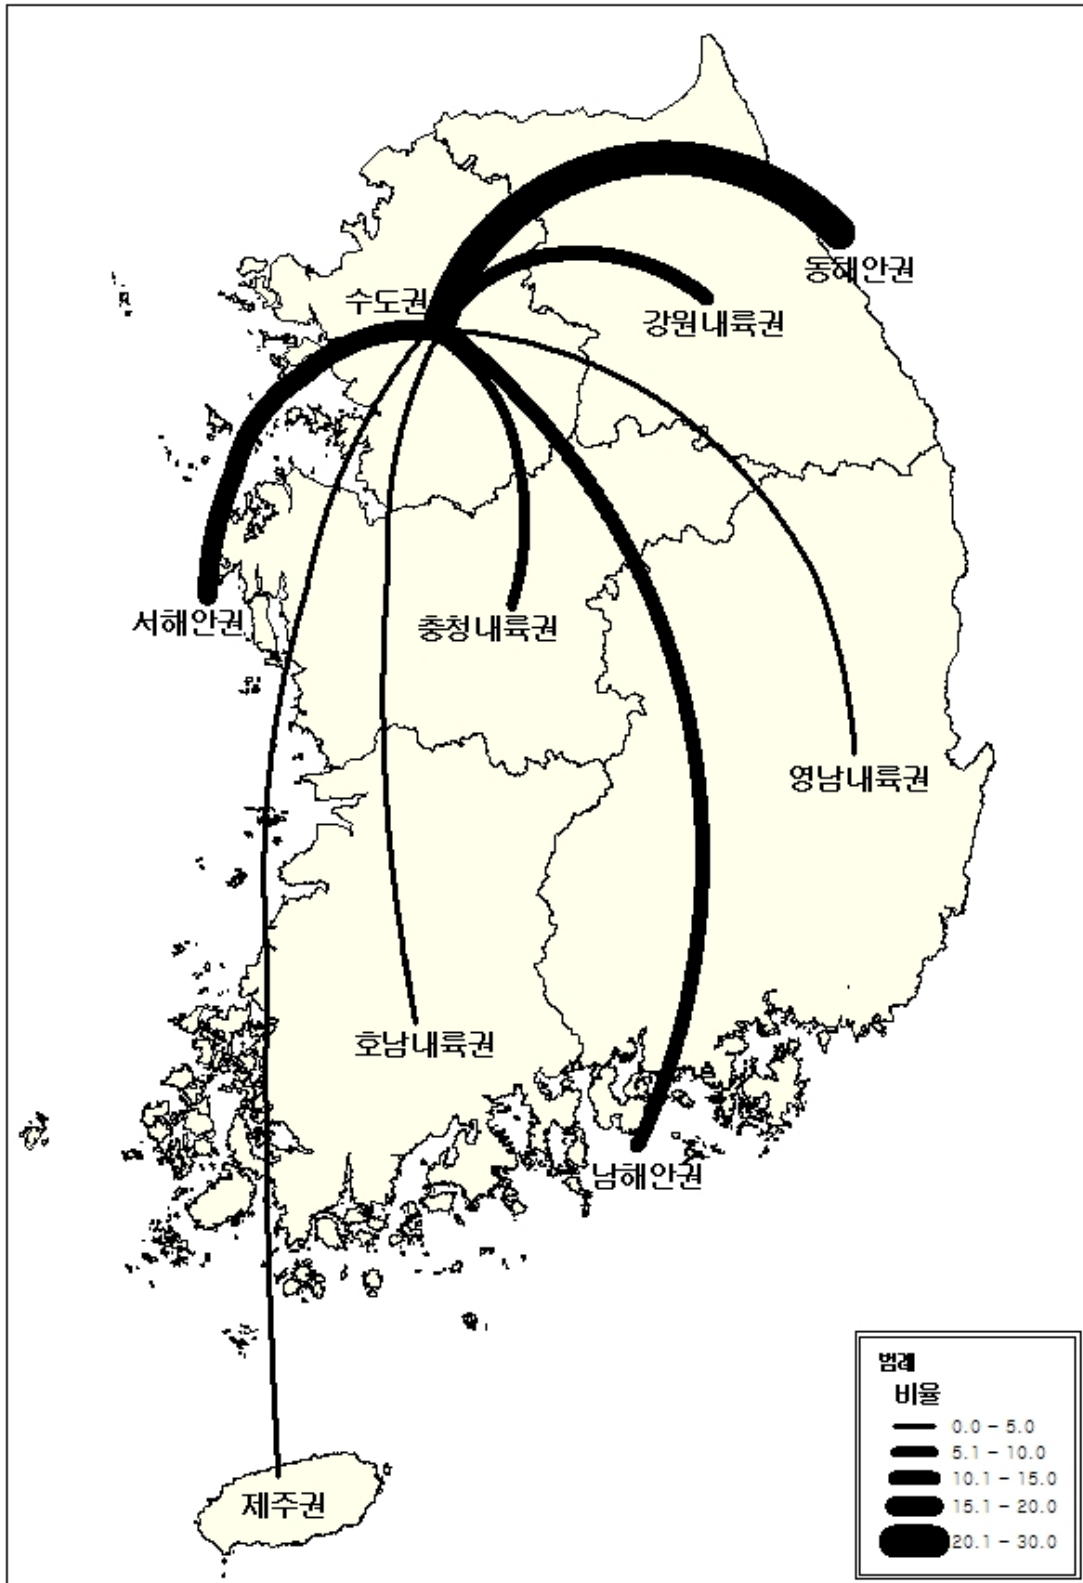 동해안권
수도권
강원내륙권
서해안권
충청내륙권
영남내륙권
호남내륙권
남해안권
제주권
범례
비율
0.0 - 5.0
5.1 - 10.0
10.1 - 15.0
15.1 - 20.0
20.1 - 30.0